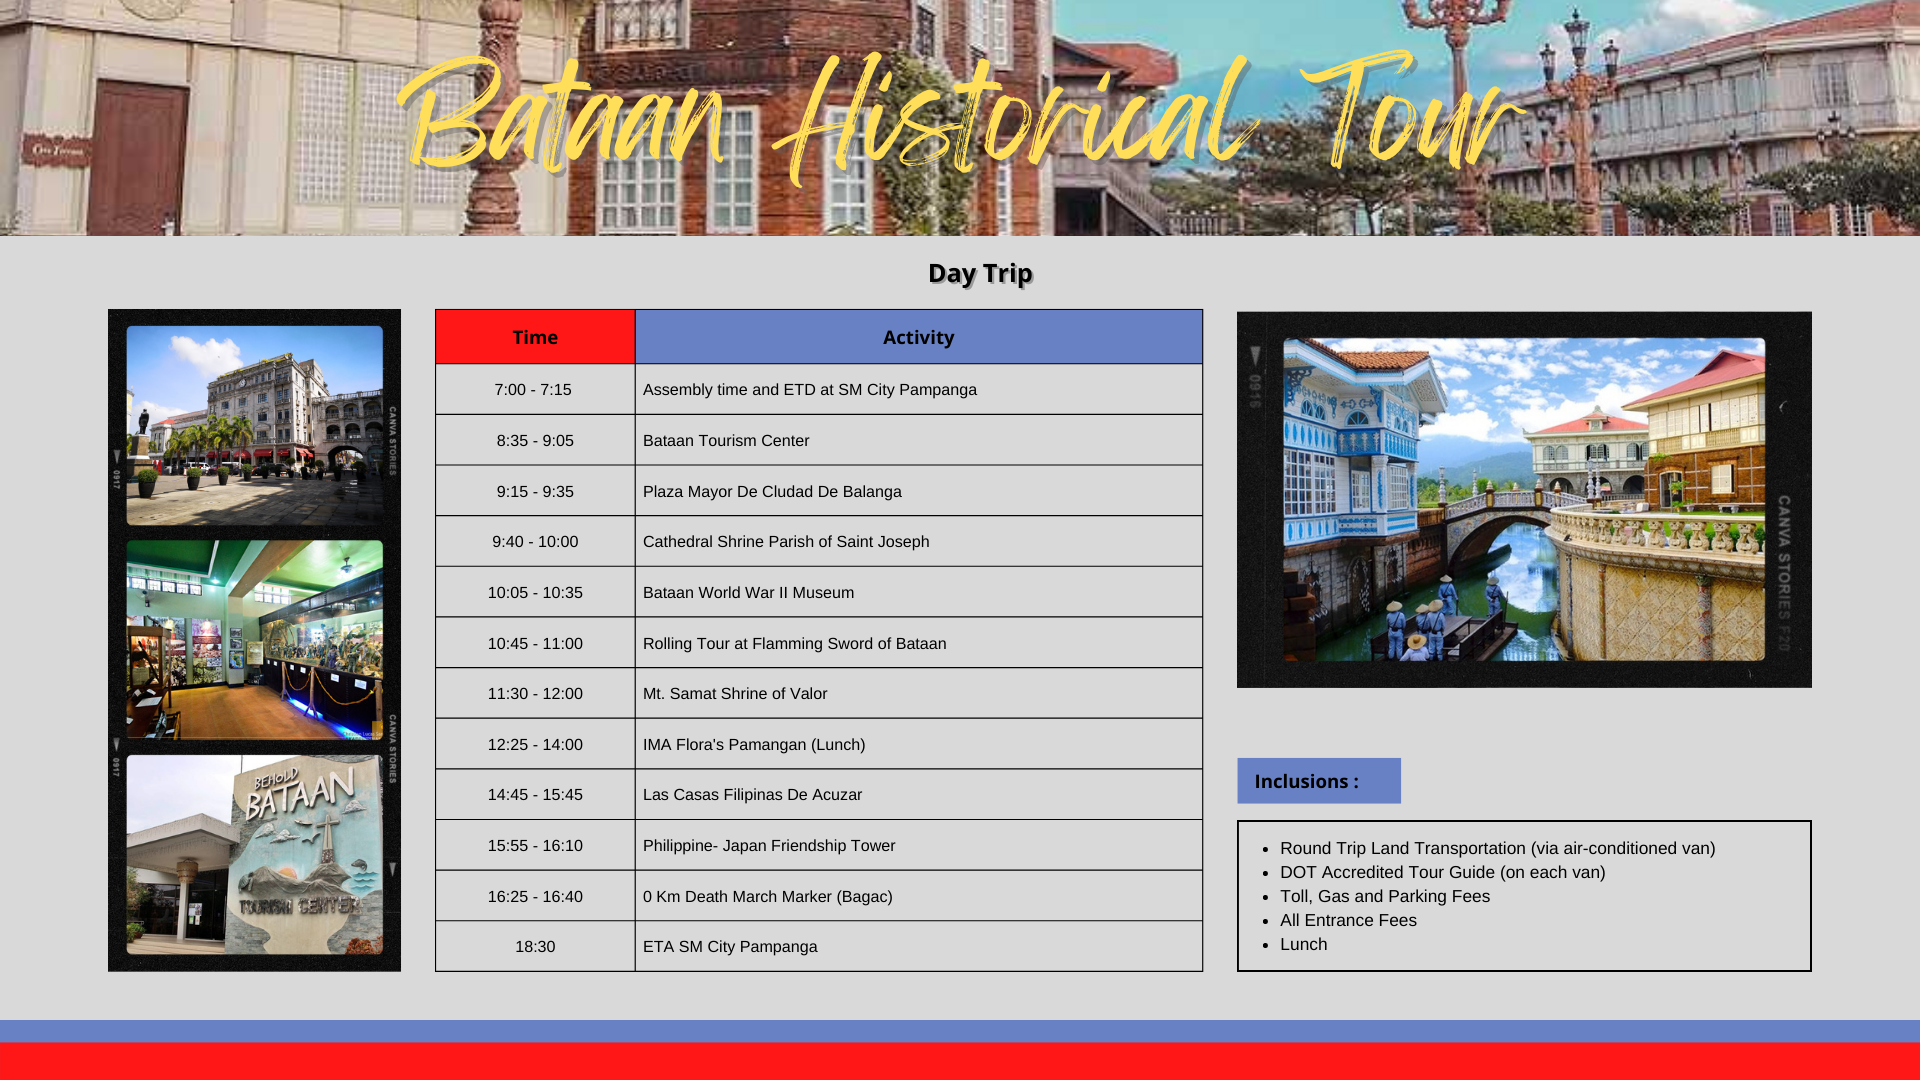 Bataan Historical Tour
Day Trip
Time Activity
7:00 - 7:15 Assembly time and ETD at SM City Pampanga
8:35 - 9:05 Bataan Tourism Center
9:15 - 9:35 Plaza Mayor De Cludad De Balanga
9:40 - 10:00 Cathedral Shrine Parish of Saint Joseph
10:05 - 10:35 Bataan World War II Museum
10:45 - 11:00 Rolling Tour at Flamming Sword of Bataan
11:30 - 12:00 Mt. Samat Shrine of Valor
12:25 - 14:00 IMA Flora's Pamangan (Lunch)
14:45 - 15:45 Las Casas Filipinas De Acuzar
15:55 - 16:10 Philippine- Japan Friendship Tower
16:25 - 16:40 0 Km Death March Marker (Bagac)
18:30 ETA SM City Pampanga
CANVA STORIES
0917
CANVA STORIES
0917
BEHOLD
BATAAN
TOURISM CENTER
0916
CANVA STORIES F20
Inclusions :
• Round Trip Land Transportation (via air-conditioned van)
• DOT Accredited Tour Guide (on each van)
• Toll, Gas and Parking Fees
• All Entrance Fees
• Lunch